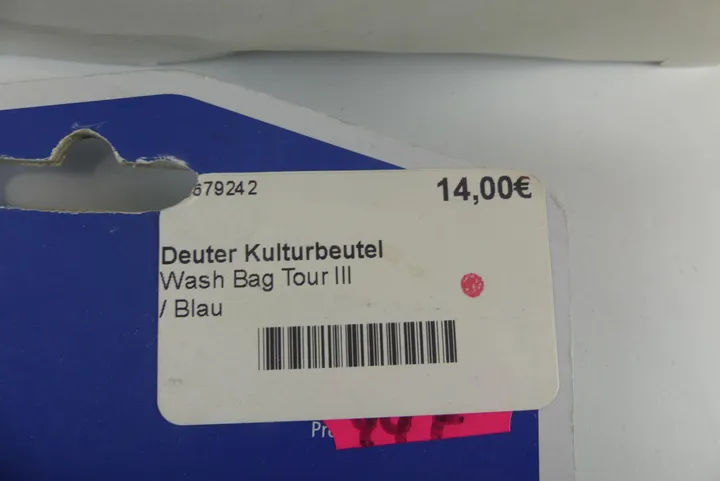 679242
14,00€
Deuter Kulturbeutel
Wash Bag Tour III
/ Blau